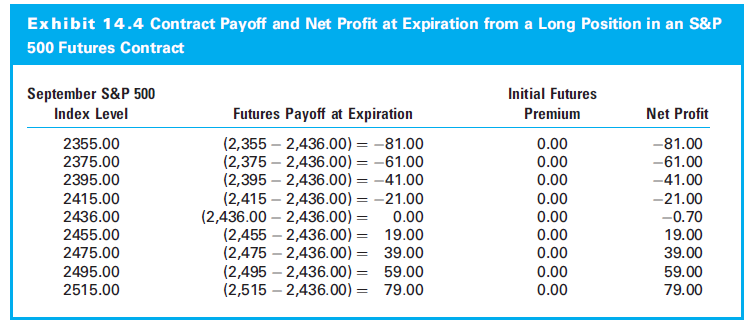 Exhibit 14.4 Contract Payoff and Net Profit at Expiration from a Long Position in an S&P
500 Futures Contract
September S&P 500 Initial Futures
Index Level Futures Payoff at Expiration Premium Net Profit
2355.00 (2,355 – 2,436.00) = –81.00 0.00 –81.00
2375.00 (2,375 – 2,436.00) = –61.00 0.00 –61.00
2395.00 (2,395 – 2,436.00) = –41.00 0.00 –41.00
2415.00 (2,415 – 2,436.00) = –21.00 0.00 –21.00
2436.00 (2,436.00 – 2,436.00) = 0.00 0.00 –0.70
2455.00 (2,455 – 2,436.00) = 19.00 0.00 19.00
2475.00 (2,475 – 2,436.00) = 39.00 0.00 39.00
2495.00 (2,495 – 2,436.00) = 59.00 0.00 59.00
2515.00 (2,515 – 2,436.00) = 79.00 0.00 79.00